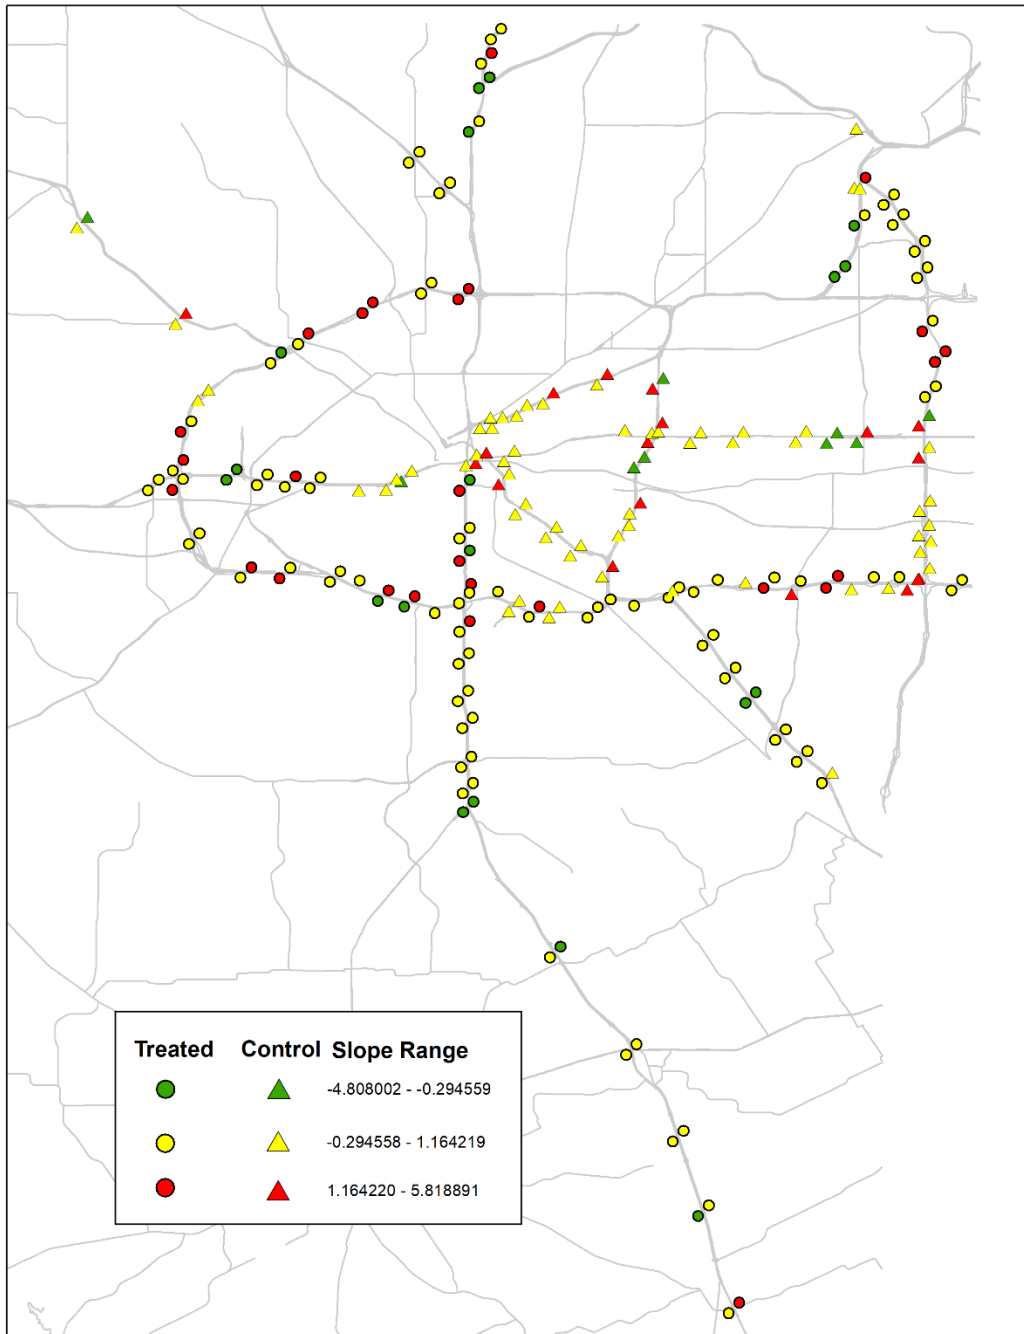 Treated Control Slope Range
-4.808002 - -0.294559
-0.294558 - 1.164219
1.164220 - 5.818891